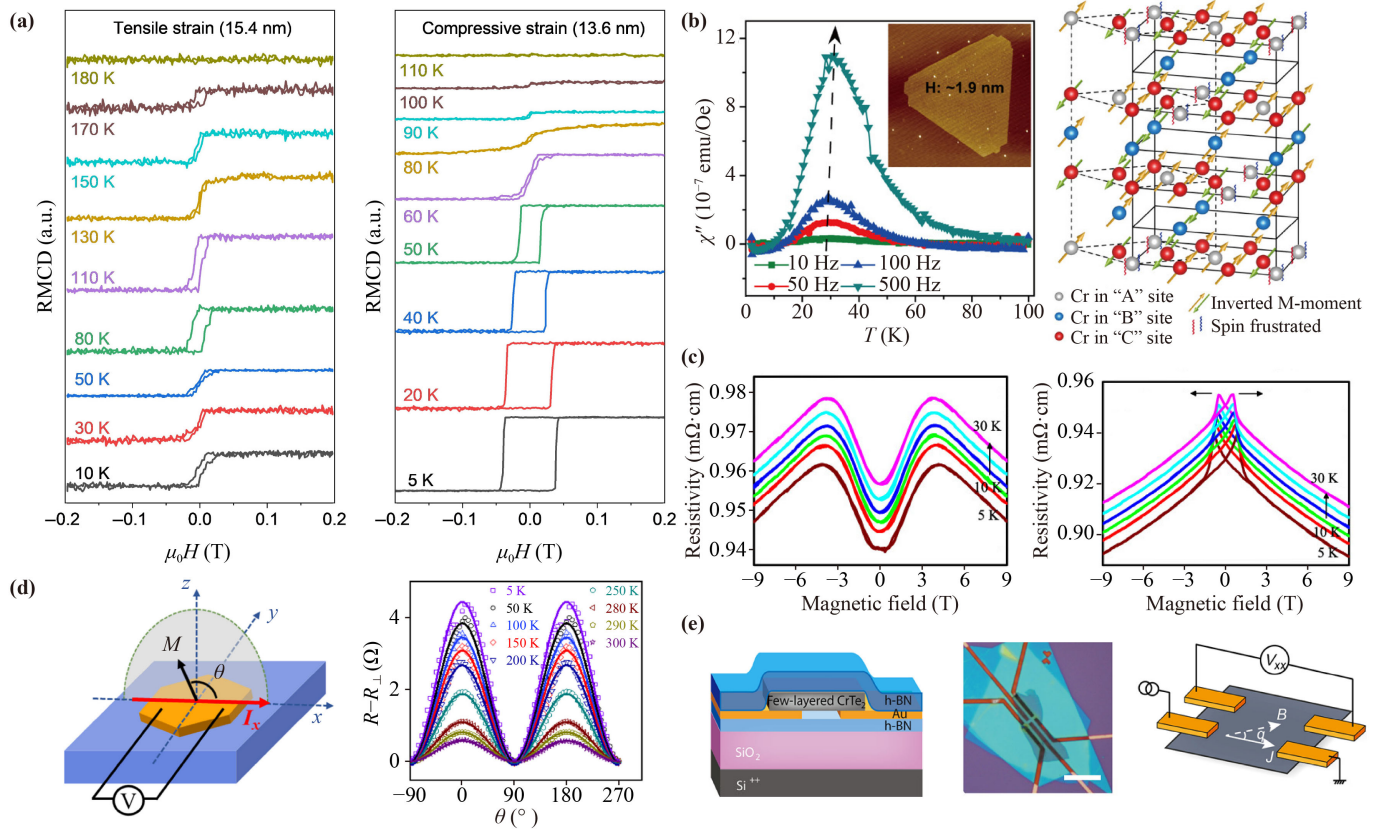 (a)
Tensile strain (15.4 nm)
180 K
170 K
150 K
130 K
110 K
80 K
50 K
30 K
10 K
RMCD (a.u.)
−0.2 −0.1 0.0 0.1 0.2
μ₀H (T)
Compressive strain (13.6 nm)
110 K
100 K
90 K
80 K
60 K
50 K
40 K
20 K
5 K
RMCD (a.u.)
−0.2 −0.1 0.0 0.1 0.2
μ₀H (T)
(b)
12
8
4
0
χ″ (10⁻⁷ emu/Oe)
H: ~1.9 nm
10 Hz 100 Hz
50 Hz 500 Hz
0 20 40 60 80 100
T (K)
Cr in “A” site
Cr in “B” site
Cr in “C” site
Inverted M-moment
Spin frustrated
(c)
0.98
0.97
0.96
0.95
0.94
Resistivity (mΩ·cm)
30 K
10 K
5 K
−9 −6 −3 0 3 6 9
Magnetic field (T)
0.96
0.94
0.92
0.90
Resistivity (mΩ·cm)
30 K
10 K
5 K
−9 −6 −3 0 3 6 9
Magnetic field (T)
(d)
z
y
M
θ
x
Iₓ
V
4
2
0
R−R⊥ (Ω)
5 K 250 K
50 K 280 K
100 K 290 K
150 K 300 K
200 K
−90 0 90 180 270
θ (°)
(e)
Few-layered CrTe₂
h-BN
Au
h-BN
SiO₂
Si⁺⁺
Vₓₓ
B
J